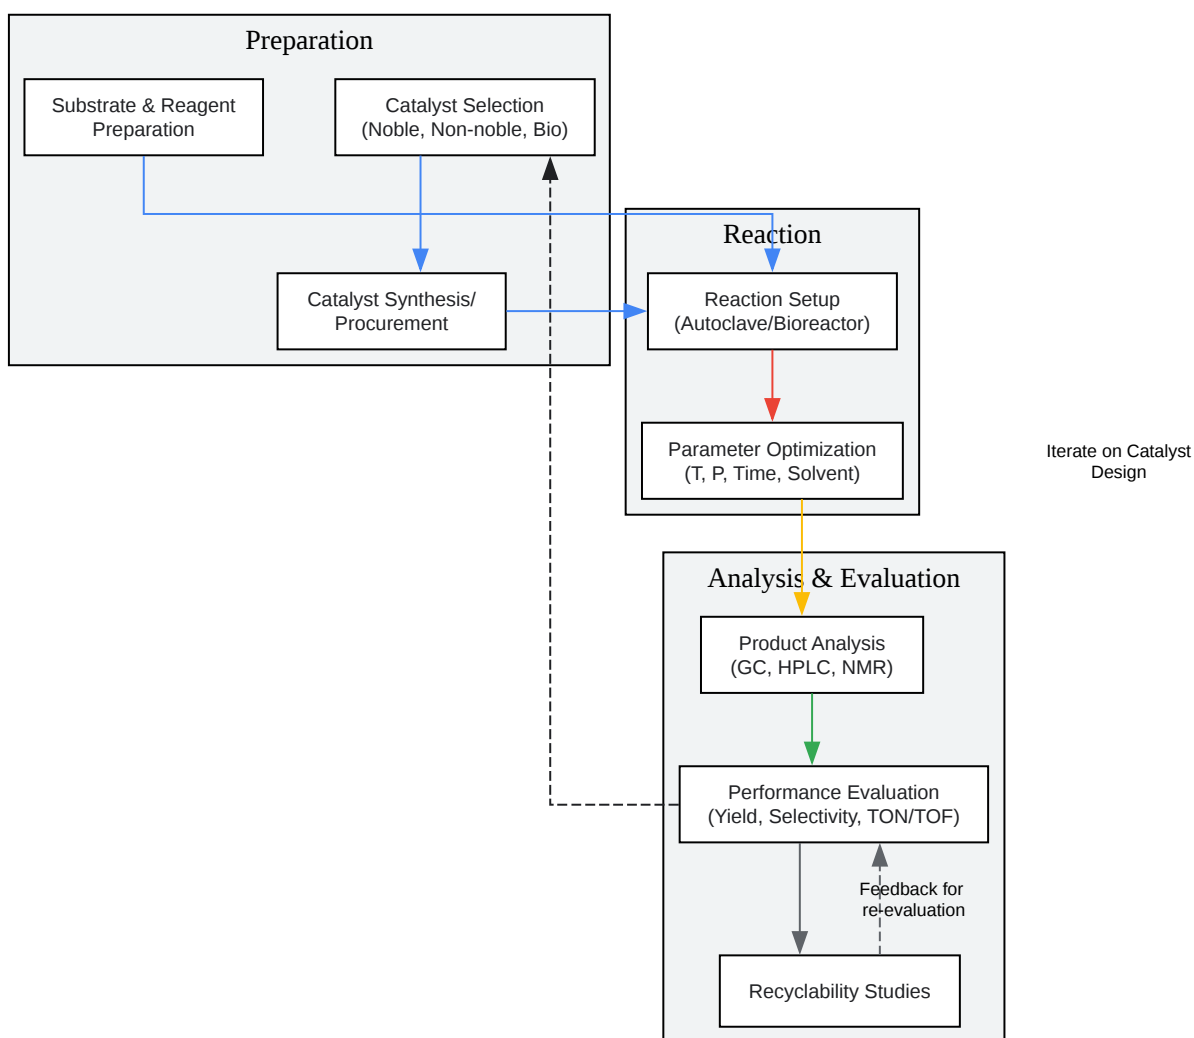 Preparation
Substrate & Reagent
Preparation
Catalyst Selection
(Noble, Non-noble, Bio)
Catalyst Synthesis/
Procurement
Reaction
Reaction Setup
(Autoclave/Bioreactor)
Parameter Optimization
(T, P, Time, Solvent)
Iterate on Catalyst
Design
Analysis & Evaluation
Product Analysis
(GC, HPLC, NMR)
Performance Evaluation
(Yield, Selectivity, TON/TOF)
Feedback for
re-evaluation
Recyclability Studies